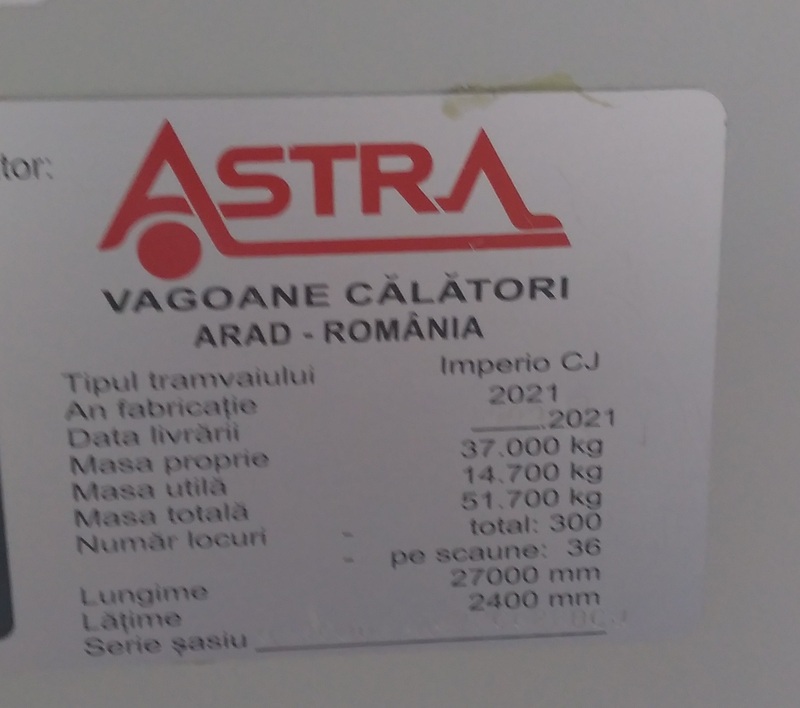 tor:
ASTRA
VAGOANE CĂLĂTORI
ARAD - ROMÂNIA
Tipul tramvaiului Imperio CJ
An fabricație 2021
Data livrării ____.2021
Masa proprie 37.000 kg
Masa utilă 14.700 kg
Masa totală 51.700 kg
Număr locuri - total: 300
- pe scaune: 36
Lungime 27000 mm
Lățime 2400 mm
Serie șasiu